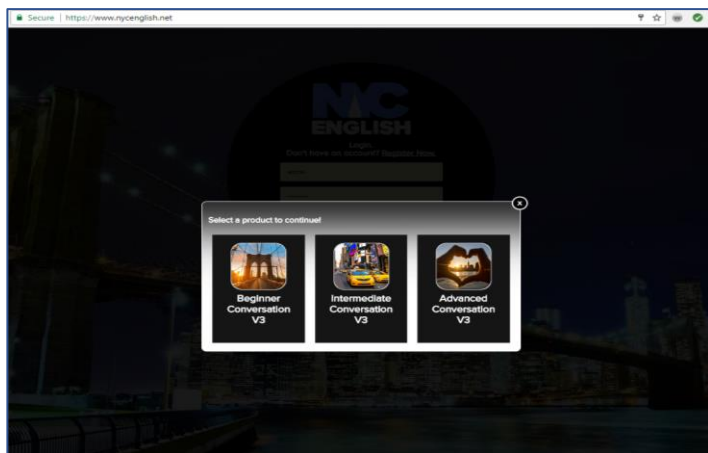 Secure | https://www.nycenglish.net
NYC
ENGLISH
Login.
Don't have an account? Register Now.
Select a product to continue!
Beginner
Conversation
V3
Intermediate
Conversation
V3
Advanced
Conversation
V3